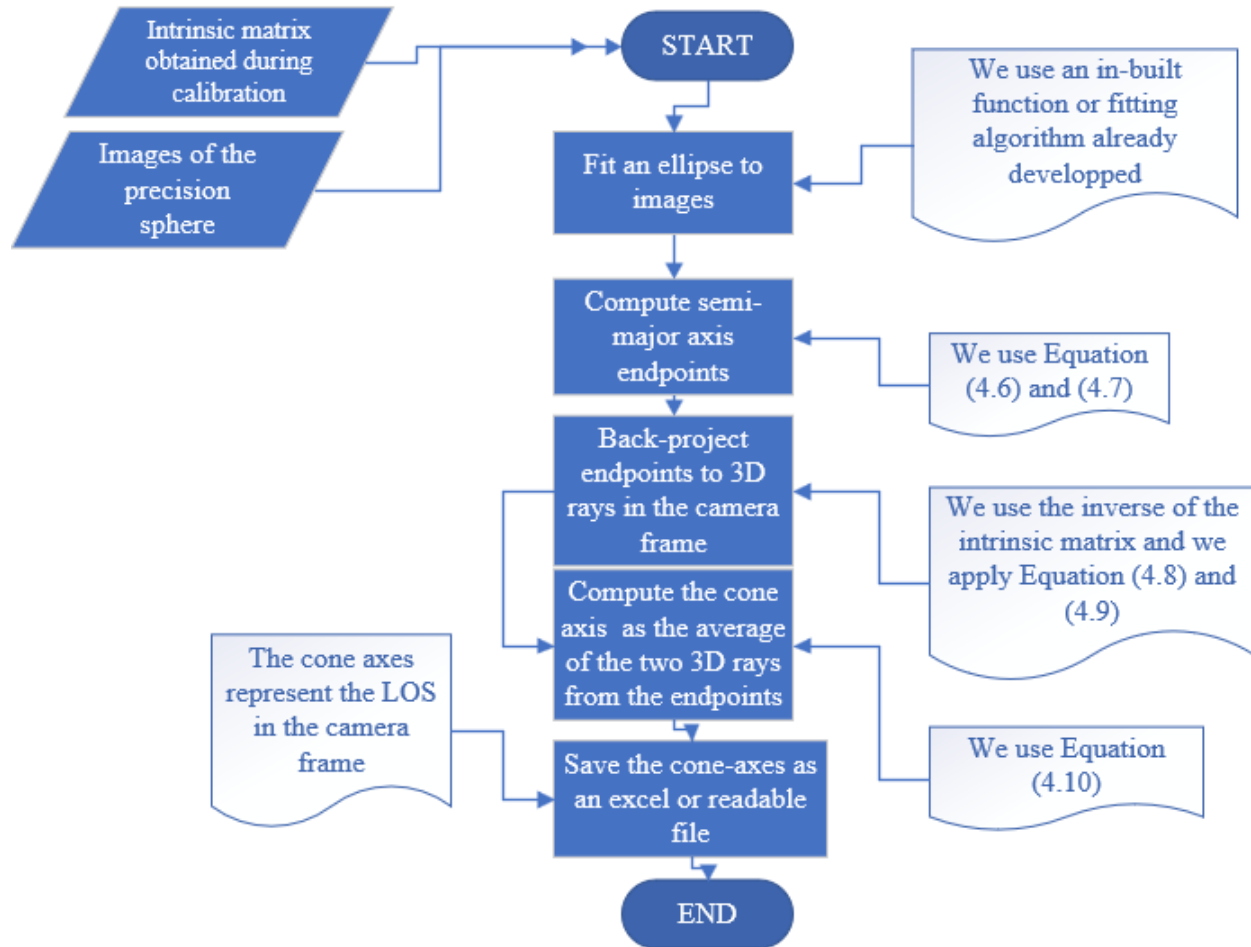 Intrinsic matrix
obtained during
calibration
Images of the
precision
sphere
START
We use an in-built
function or fitting
algorithm already
developped
Fit an ellipse to
images
Compute semi-
major axis
endpoints
We use Equation
(4.6) and (4.7)
Back-project
endpoints to 3D
rays in the camera
frame
We use the inverse of the
intrinsic matrix and we
apply Equation (4.8) and
(4.9)
Compute the cone
axis as the average
of the two 3D rays
from the endpoints
The cone axes
represent the LOS
in the camera
frame
We use Equation
(4.10)
Save the cone-axes as
an excel or readable
file
END